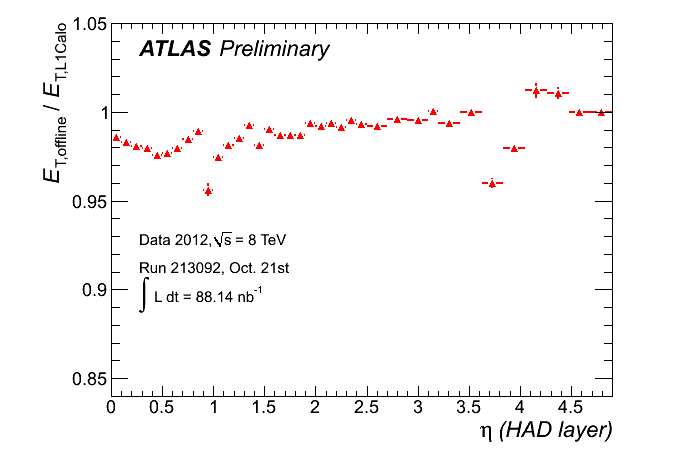 1.05
ATLAS Preliminary
E_T,offline / E_T,L1Calo
1
0.95
Data 2012, √s = 8 TeV
Run 213092, Oct. 21st
0.9
∫ L dt = 88.14 nb⁻¹
0.85
0 0.5 1 1.5 2 2.5 3 3.5 4 4.5
η (HAD layer)